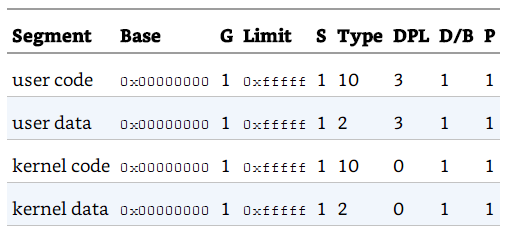 Segment Base G Limit S Type DPL D/B P
user code 0x00000000 1 0xfffff 1 10 3 1 1
user data 0x00000000 1 0xfffff 1 2 3 1 1
kernel code 0x00000000 1 0xfffff 1 10 0 1 1
kernel data 0x00000000 1 0xfffff 1 2 0 1 1